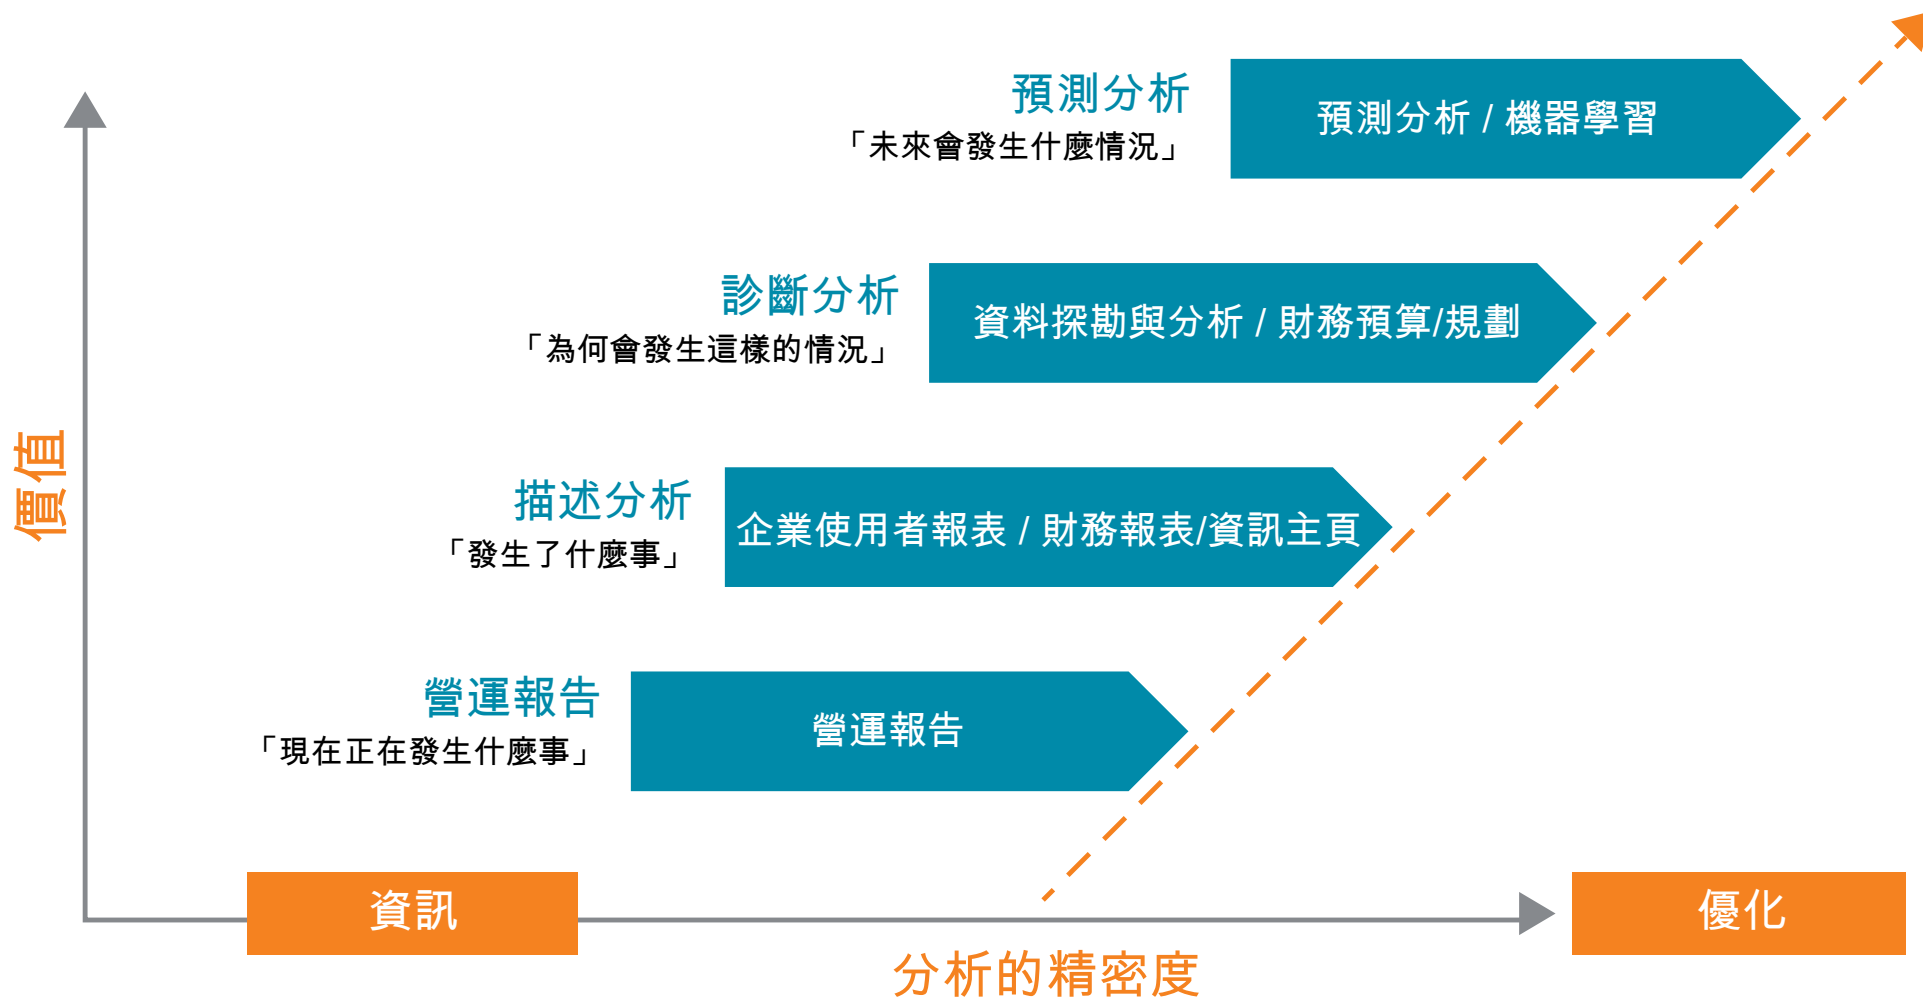 預測分析
「未來會發生什麼情況」
預測分析 / 機器學習
診斷分析
「為何會發生這樣的情況」
資料探勘與分析 / 財務預算/規劃
描述分析
「發生了什麼事」
企業使用者報表 / 財務報表/資訊主頁
營運報告
「現在正在發生什麼事」
營運報告
價值
資訊
優化
分析的精密度